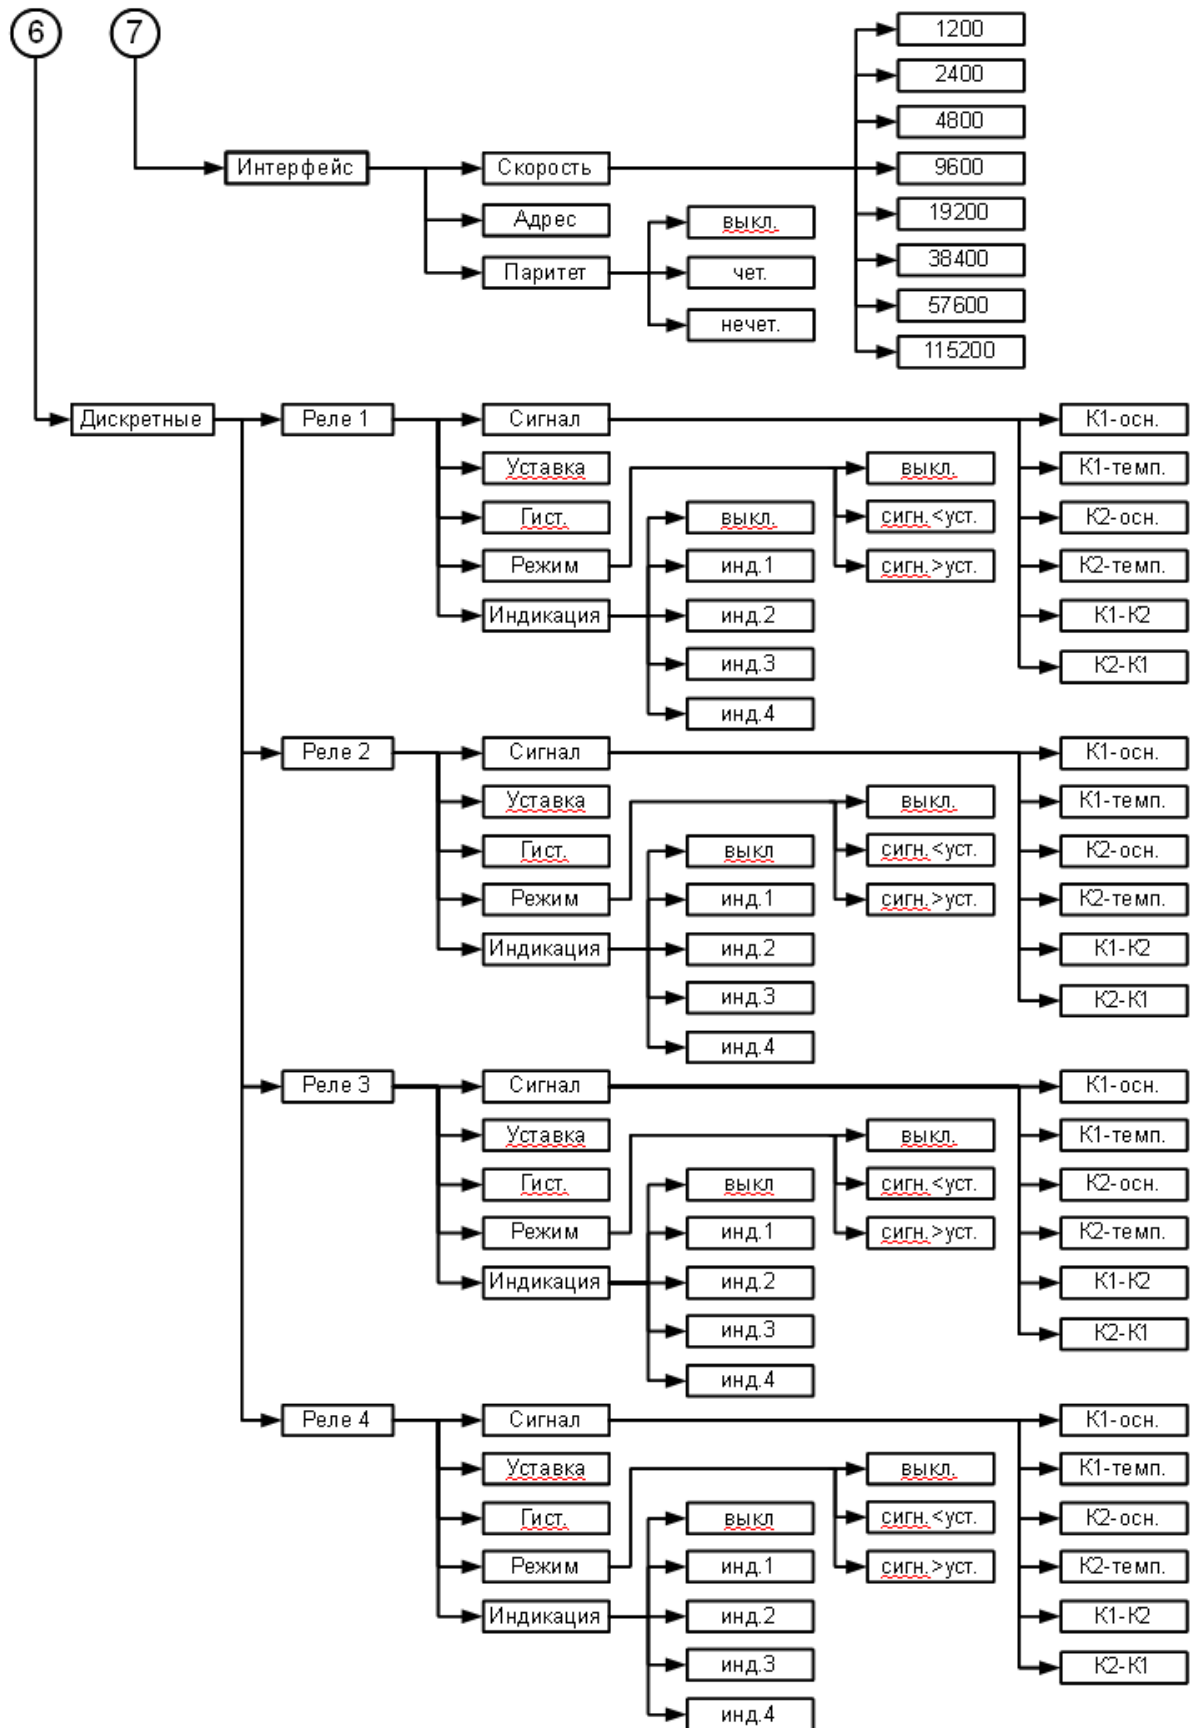 6
7
1200
2400
4800
Интерфейс
Скорость
9600
Адрес
выкл.
19200
Паритет
чет.
38400
нечет.
57600
115200
Дискретные
Реле 1
Сигнал
К1-осн.
Уставка
выкл.
К1-темп.
Гист.
выкл.
сигн.<уст.
К2-осн.
Режим
инд.1
сигн.>уст.
К2-темп.
Индикация
инд.2
К1-К2
инд.3
К2-К1
инд.4
Реле 2
Сигнал
К1-осн.
Уставка
выкл.
К1-темп.
Гист.
выкл
сигн.<уст.
К2-осн.
Режим
инд.1
сигн.>уст.
К2-темп.
Индикация
инд.2
К1-К2
инд.3
К2-К1
инд.4
Реле 3
Сигнал
К1-осн.
Уставка
выкл.
К1-темп.
Гист.
выкл
сигн.<уст.
К2-осн.
Режим
инд.1
сигн.>уст.
К2-темп.
Индикация
инд.2
К1-К2
инд.3
К2-К1
инд.4
Реле 4
Сигнал
К1-осн.
Уставка
выкл.
К1-темп.
Гист.
выкл
сигн.<уст.
К2-осн.
Режим
инд.1
сигн.>уст.
К2-темп.
Индикация
инд.2
К1-К2
инд.3
К2-К1
инд.4